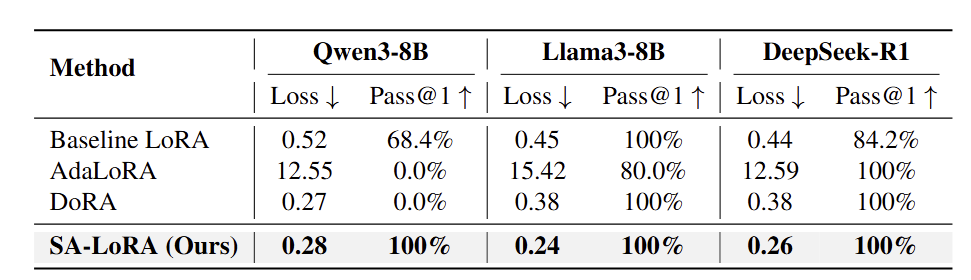 Method Qwen3-8B Llama3-8B DeepSeek-R1
Loss ↓ Pass@1 ↑ Loss ↓ Pass@1 ↑ Loss ↓ Pass@1 ↑
Baseline LoRA 0.52 68.4% 0.45 100% 0.44 84.2%
AdaLoRA 12.55 0.0% 15.42 80.0% 12.59 100%
DoRA 0.27 0.0% 0.38 100% 0.38 100%
SA-LoRA (Ours) 0.28 100% 0.24 100% 0.26 100%